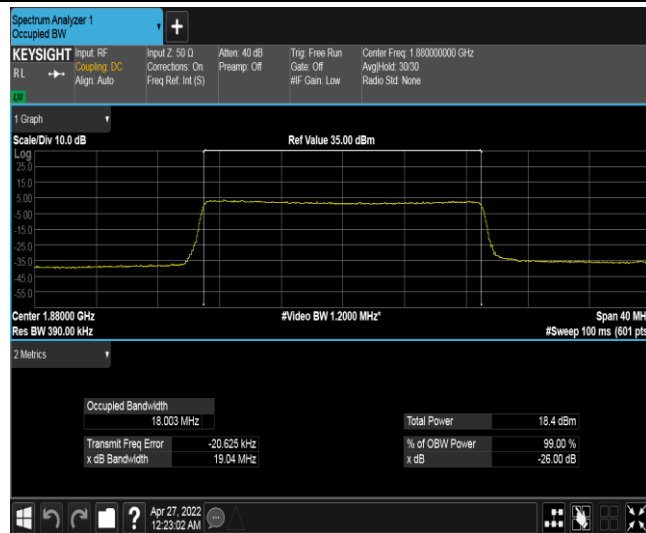 Spectrum Analyzer 1
Occupied BW
+
KEYSIGHT
RL
LXI
Input: RF
Coupling: DC
Align: Auto
Input Z: 50 Ω
Corrections: On
Freq Ref: Int (S)
Atten: 40 dB
Preamp: Off
Trig: Free Run
Gate: Off
#IF Gain: Low
Center Freq: 1.880000000 GHz
Avg|Hold: 30/30
Radio Std: None
1 Graph
Scale/Div 10.0 dB
Ref Value 35.00 dBm
Log
25.0
15.0
5.00
-5.00
-15.0
-25.0
-35.0
-45.0
-55.0
Center 1.88000 GHz
#Video BW 1.2000 MHz*
Span 40 MH
Res BW 390.00 kHz
#Sweep 100 ms (601 pts
2 Metrics
Occupied Bandwidth
18.003 MHz
Total Power 18.4 dBm
Transmit Freq Error -20.625 kHz
% of OBW Power 99.00 %
x dB Bandwidth 19.04 MHz
x dB -26.00 dB
?
Apr 27, 2022
12:23:02 AM